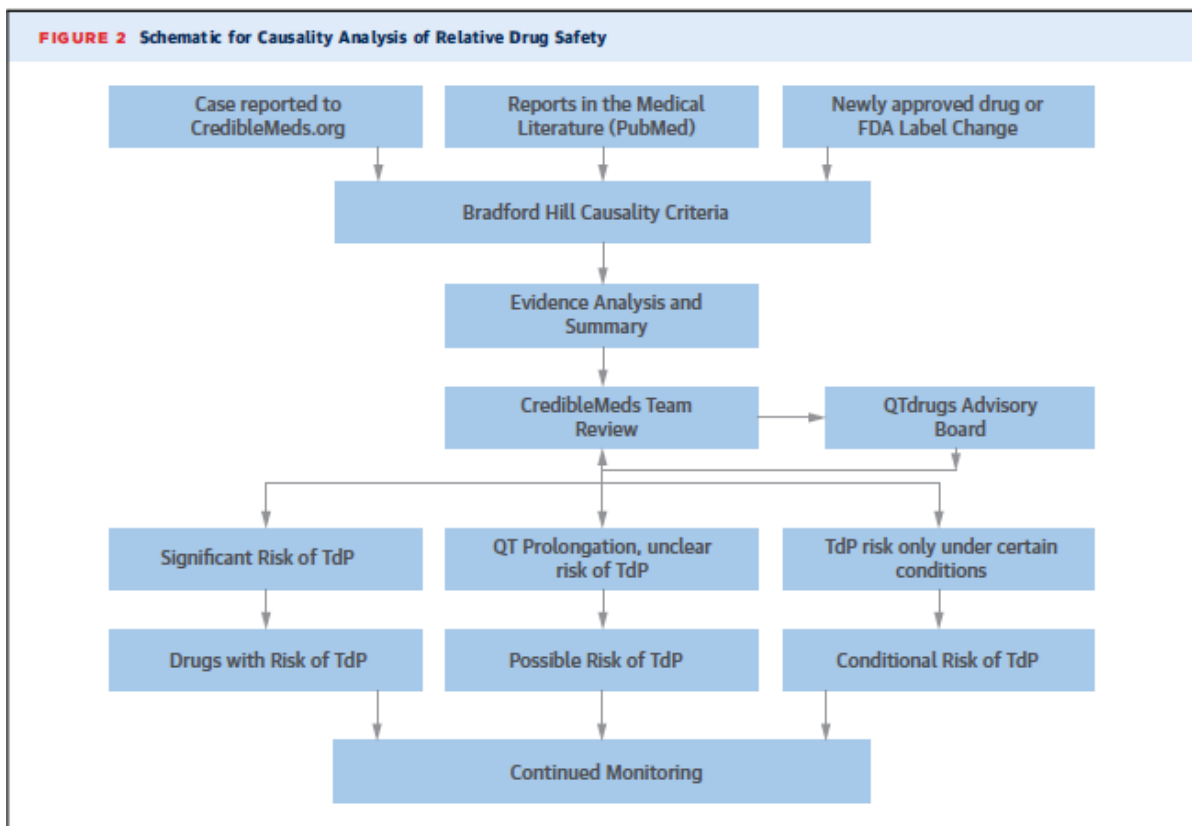 FIGURE 2 Schematic for Causality Analysis of Relative Drug Safety
Case reported to
CredibleMeds.org
Reports in the Medical
Literature (PubMed)
Newly approved drug or
FDA Label Change
Bradford Hill Causality Criteria
Evidence Analysis and
Summary
CredibleMeds Team
Review
QTdrugs Advisory
Board
Significant Risk of TdP
QT Prolongation, unclear
risk of TdP
TdP risk only under certain
conditions
Drugs with Risk of TdP
Possible Risk of TdP
Conditional Risk of TdP
Continued Monitoring